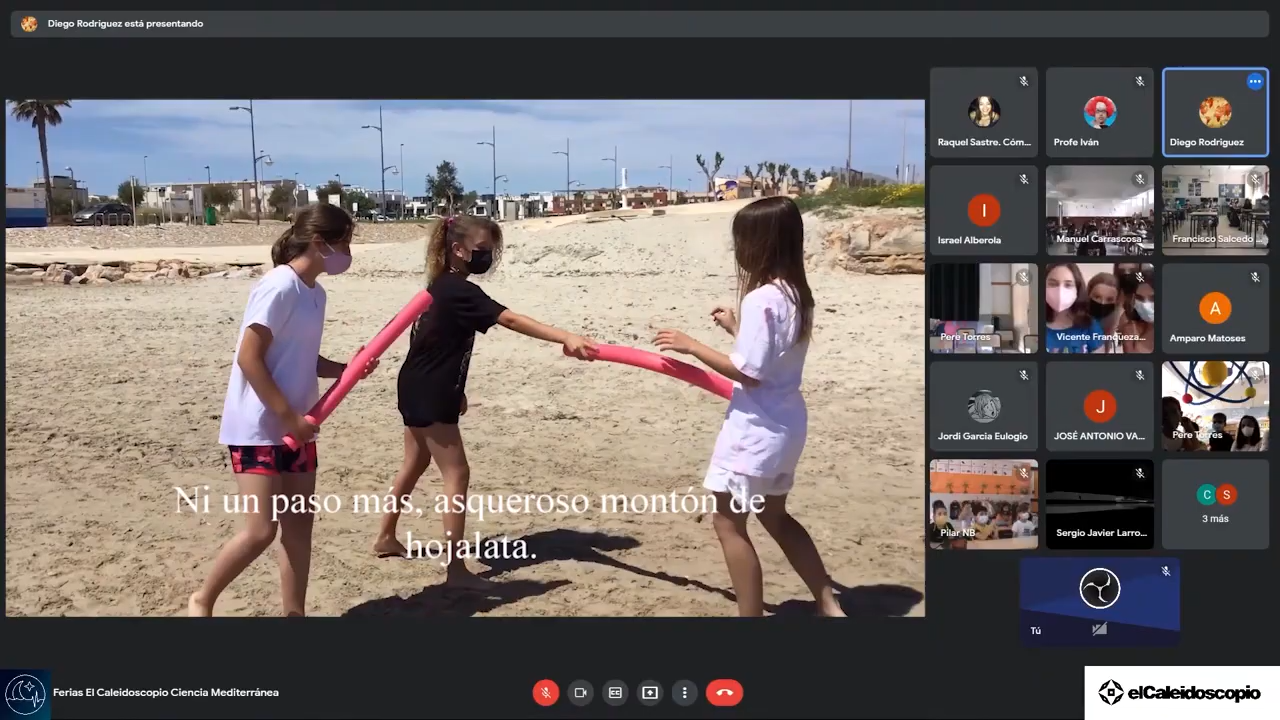 Diego Rodriguez está presentando
Raquel Sastre. Cóm...
Profe Iván
Diego Rodriguez
I
Israel Alberola
Manuel Carrascosa
Francisco Salcedo
Pere Torres
Vicente Franqueza...
A
Amparo Matoses
Jordi Garcia Eulogio
J
JOSÉ ANTONIO VA...
Pere Torres
Ni un paso más, asqueroso montón de
hojalata.
Pilar NB
Sergio Javier Larro...
C S
3 más
Tú
Ferias El Caleidoscopio Ciencia Mediterránea
elCaleidoscopio